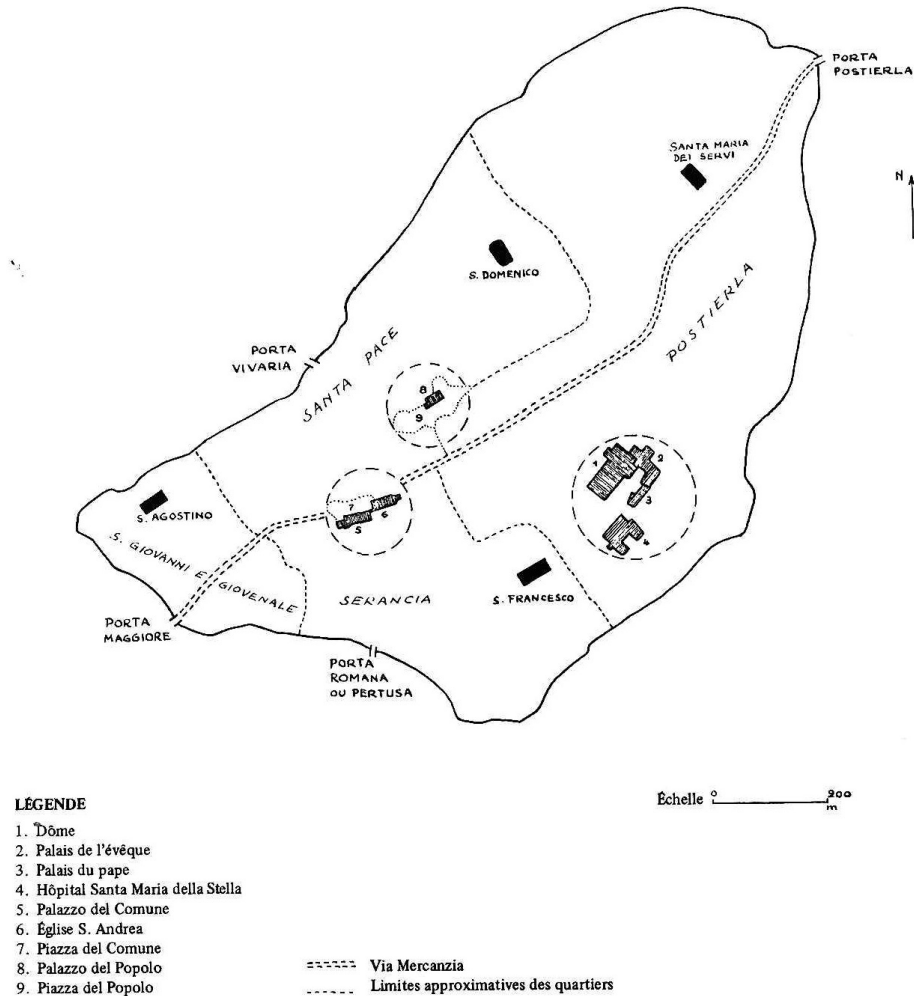 PORTA
POSTIERLA
SANTA MARIA
DEI SERVI
N
S. DOMENICO
POSTIERLA
PORTA
VIVARIA
SANTA PACE
8
9
1
2
3
4
S. AGOSTINO
7
6
5
S. GIOVANNI E GIOVENALE
SERANCIA
S. FRANCESCO
PORTA
MAGGIORE
PORTA
ROMANA
OU PERTUSA
LÉGENDE
1. Dôme
2. Palais de l'évêque
3. Palais du pape
4. Hôpital Santa Maria della Stella
5. Palazzo del Comune
6. Église S. Andrea
7. Piazza del Comune
8. Palazzo del Popolo
9. Piazza del Popolo
Échelle 0 200
m
Via Mercanzia
Limites approximatives des quartiers